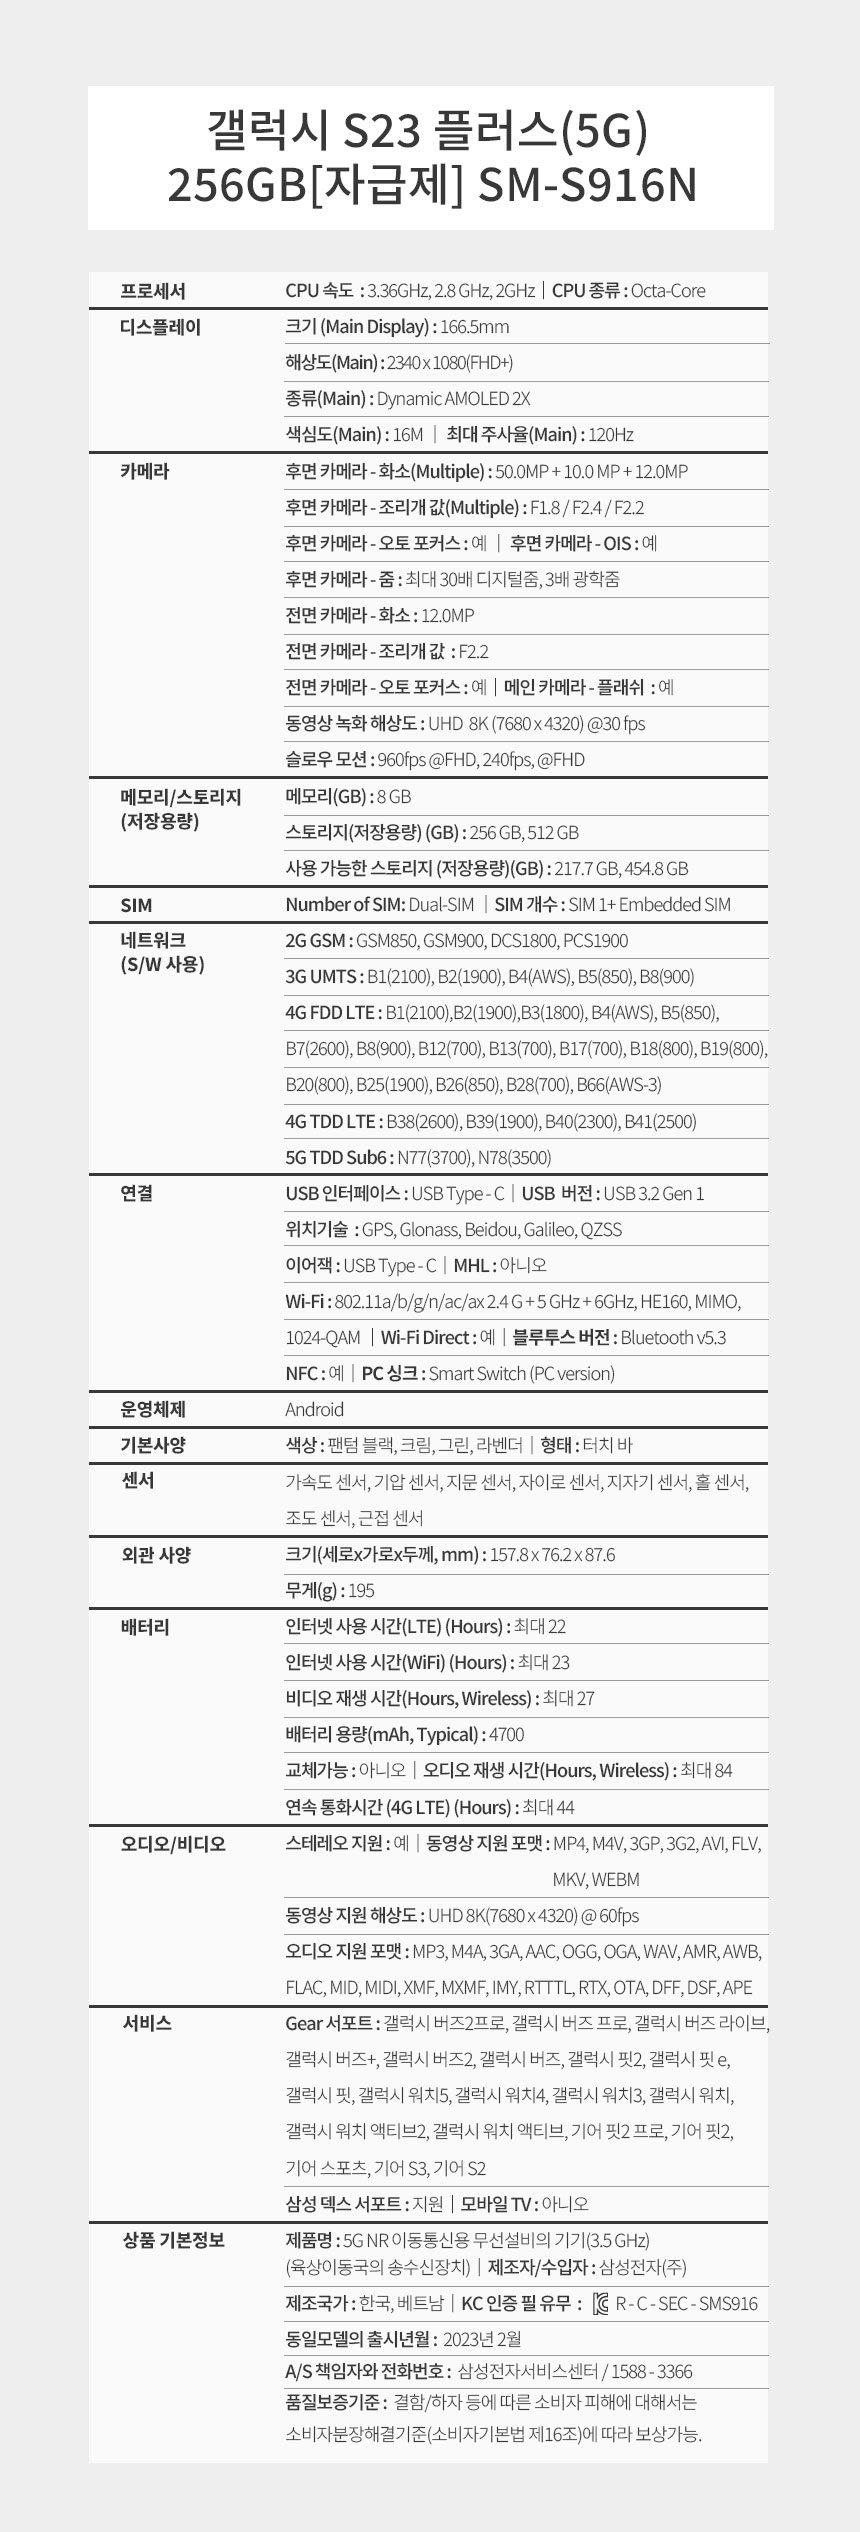 갤럭시 S23 플러스(5G)
256GB[자급제] SM-S916N
프로세서 CPU 속도 : 3.36GHz, 2.8 GHz, 2GHz | CPU 종류 : Octa-Core
디스플레이 크기 (Main Display) : 166.5mm
해상도(Main) : 2340 x 1080(FHD+)
종류(Main) : Dynamic AMOLED 2X
색심도(Main) : 16M | 최대 주사율(Main) : 120Hz
카메라 후면 카메라 - 화소(Multiple) : 50.0MP + 10.0 MP + 12.0MP
후면 카메라 - 조리개 값(Multiple) : F1.8 / F2.4 / F2.2
후면 카메라 - 오토 포커스 : 예 | 후면 카메라 - OIS : 예
후면 카메라 - 줌 : 최대 30배 디지털줌, 3배 광학줌
전면 카메라 - 화소 : 12.0MP
전면 카메라 - 조리개 값 : F2.2
전면 카메라 - 오토 포커스 : 예 | 메인 카메라 - 플래쉬 : 예
동영상 녹화 해상도 : UHD 8K (7680 x 4320) @30 fps
슬로우 모션 : 960fps @FHD, 240fps, @FHD
메모리/스토리지 메모리(GB) : 8 GB
(저장용량) 스토리지(저장용량) (GB) : 256 GB, 512 GB
사용 가능한 스토리지 (저장용량)(GB) : 217.7 GB, 454.8 GB
SIM Number of SIM: Dual-SIM | SIM 개수 : SIM 1+ Embedded SIM
네트워크 2G GSM : GSM850, GSM900, DCS1800, PCS1900
(S/W 사용) 3G UMTS : B1(2100), B2(1900), B4(AWS), B5(850), B8(900)
4G FDD LTE : B1(2100),B2(1900),B3(1800), B4(AWS), B5(850),
B7(2600), B8(900), B12(700), B13(700), B17(700), B18(800), B19(800),
B20(800), B25(1900), B26(850), B28(700), B66(AWS-3)
4G TDD LTE : B38(2600), B39(1900), B40(2300), B41(2500)
5G TDD Sub6 : N77(3700), N78(3500)
연결 USB 인터페이스 : USB Type - C | USB 버전 : USB 3.2 Gen 1
위치기술 : GPS, Glonass, Beidou, Galileo, QZSS
이어잭 : USB Type - C | MHL : 아니오
Wi-Fi : 802.11a/b/g/n/ac/ax 2.4 G + 5 GHz + 6GHz, HE160, MIMO,
1024-QAM | Wi-Fi Direct : 예 | 블루투스 버전 : Bluetooth v5.3
NFC : 예 | PC 싱크 : Smart Switch (PC version)
운영체제 Android
기본사양 색상 : 팬텀 블랙, 크림, 그린, 라벤더 | 형태 : 터치 바
센서 가속도 센서, 기압 센서, 지문 센서, 자이로 센서, 지자기 센서, 홀 센서,
조도 센서, 근접 센서
외관 사양 크기(세로x가로x두께, mm) : 157.8 x 76.2 x 87.6
무게(g) : 195
배터리 인터넷 사용 시간(LTE) (Hours) : 최대 22
인터넷 사용 시간(WiFi) (Hours) : 최대 23
비디오 재생 시간(Hours, Wireless) : 최대 27
배터리 용량(mAh, Typical) : 4700
교체가능 : 아니오 | 오디오 재생 시간(Hours, Wireless) : 최대 84
연속 통화시간 (4G LTE) (Hours) : 최대 44
오디오/비디오 스테레오 지원 : 예 | 동영상 지원 포맷 : MP4, M4V, 3GP, 3G2, AVI, FLV,
MKV, WEBM
동영상 지원 해상도 : UHD 8K(7680 x 4320) @ 60fps
오디오 지원 포맷 : MP3, M4A, 3GA, AAC, OGG, OGA, WAV, AMR, AWB,
FLAC, MID, MIDI, XMF, MXMF, IMY, RTTTL, RTX, OTA, DFF, DSF, APE
서비스 Gear 서포트 : 갤럭시 버즈2프로, 갤럭시 버즈 프로, 갤럭시 버즈 라이브,
갤럭시 버즈+, 갤럭시 버즈2, 갤럭시 버즈, 갤럭시 핏2, 갤럭시 핏 e,
갤럭시 핏, 갤럭시 워치5, 갤럭시 워치4, 갤럭시 워치3, 갤럭시 워치,
갤럭시 워치 액티브2, 갤럭시 워치 액티브, 기어 핏2 프로, 기어 핏2,
기어 스포츠, 기어 S3, 기어 S2
삼성 덱스 서포트 : 지원 | 모바일 TV : 아니오
상품 기본정보 제품명 : 5G NR 이동통신용 무선설비의 기기(3.5 GHz)
(육상이동국의 송수신장치) | 제조자/수입자 : 삼성전자(주)
제조국가 : 한국, 베트남 | KC 인증 필 유무 : R - C - SEC - SMS916
동일모델의 출시년월 : 2023년 2월
A/S 책임자와 전화번호 : 삼성전자서비스센터 / 1588 - 3366
품질보증기준 : 결함/하자 등에 따른 소비자 피해에 대해서는
소비자분장해결기준(소비자기본법 제16조)에 따라 보상가능.